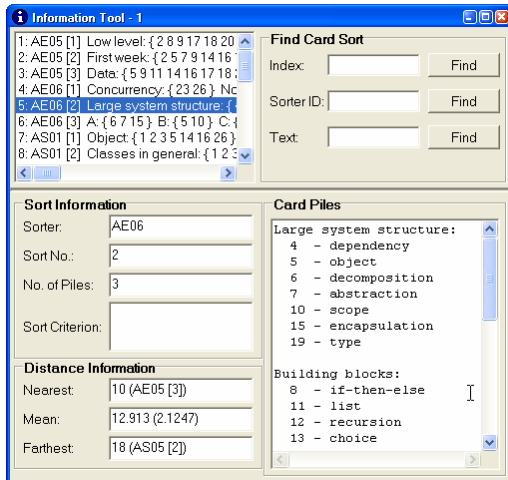 Information Tool - 1
1: AE05 [1] Low level: { 2 8 9 17 18 20
2: AE05 [2] First week: { 2 5 7 9 14 16
3: AE05 [3] Data: { 5 9 11 14 16 17 18
4: AE06 [1] Concurrency: { 23 26 } No
5: AE06 [2] Large system structure: {
6: AE06 [3] A: { 6 7 15 } B: { 5 10 } C: {
7: AS01 [1] Object: { 1 2 3 5 14 16 26 }
8: AS01 [2] Classes in general: { 1 2 3
Find Card Sort
Index:
Find
Sorter ID:
Find
Text:
Find
Sort Information
Sorter:
AE06
Sort No.:
2
No. of Piles:
3
Sort Criterion:
Distance Information
Nearest:
10 (AE05 [3])
Mean:
12.913 (2.1247)
Farthest:
18 (AS05 [2])
Card Piles
Large system structure:
4 - dependency
5 - object
6 - decomposition
7 - abstraction
10 - scope
15 - encapsulation
19 - type
Building blocks:
8 - if-then-else
11 - list
12 - recursion
13 - choice